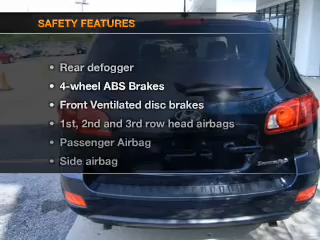 SAFETY FEATURES
Rear defogger
4-wheel ABS Brakes
Front Ventilated disc brakes
1st, 2nd and 3rd row head airbags
Passenger Airbag
Side airbag